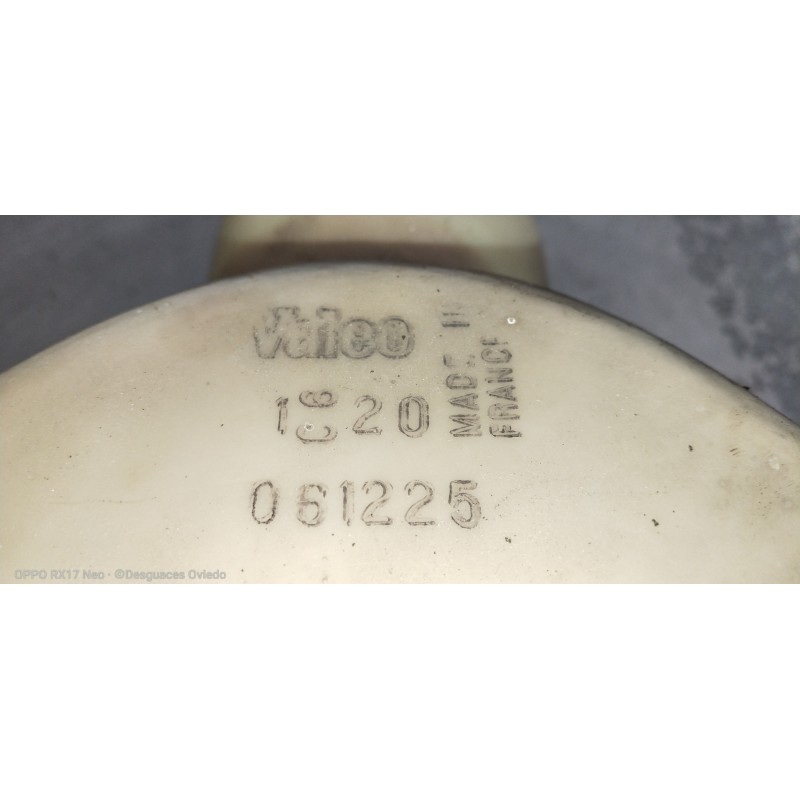 Valeo
MADE IN
FRANCE
1 C6 20
061225
OPPO RX17 Neo · ©Desguaces Oviedo